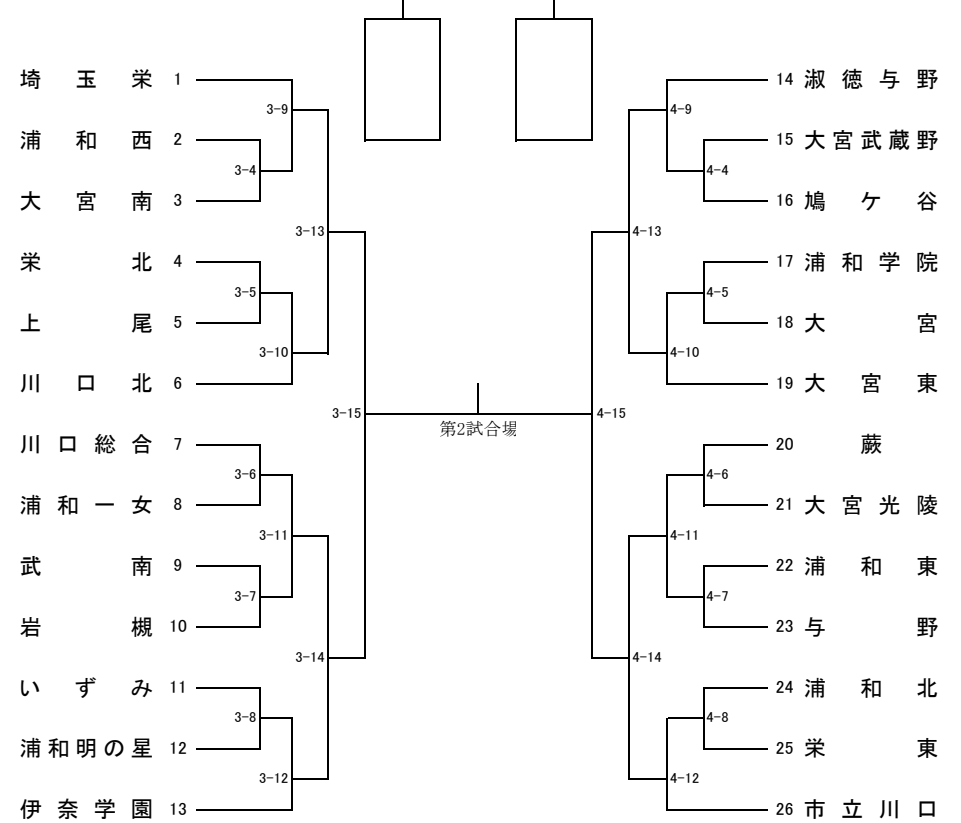 埼玉栄 1
浦和西 2
大宮南 3
栄北 4
上尾 5
川口北 6
川口総合 7
浦和一女 8
武南 9
岩槻 10
いずみ 11
浦和明の星 12
伊奈学園 13
3-9
3-4
3-13
3-5
3-10
3-15
3-6
3-11
3-7
3-14
3-8
3-12
第2試合場
4-9
4-4
4-13
4-5
4-10
4-15
4-6
4-11
4-7
4-14
4-8
4-12
14 淑徳与野
15 大宮武蔵野
16 鳩ケ谷
17 浦和学院
18 大宮
19 大宮東
20 蕨
21 大宮光陵
22 浦和東
23 与野
24 浦和北
25 栄東
26 市立川口